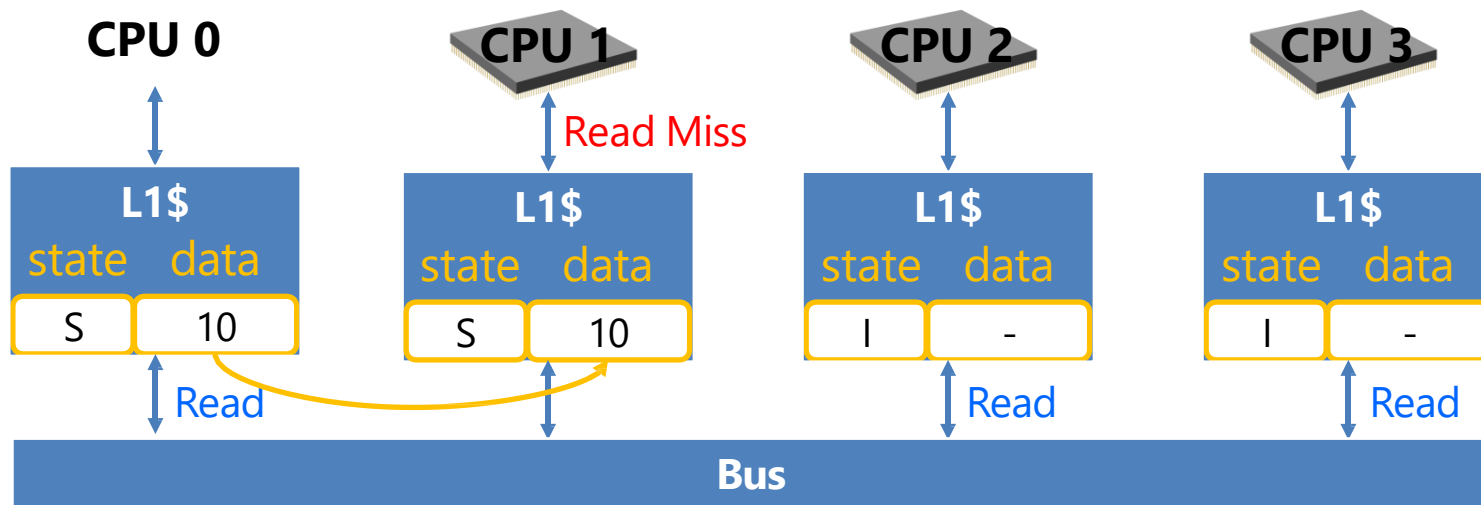 CPU 0
CPU 1
CPU 2
CPU 3
Read Miss
L1$
L1$
L1$
L1$
state data
state data
state data
state data
S 10
S 10
I -
I -
Read
Read
Read
Bus